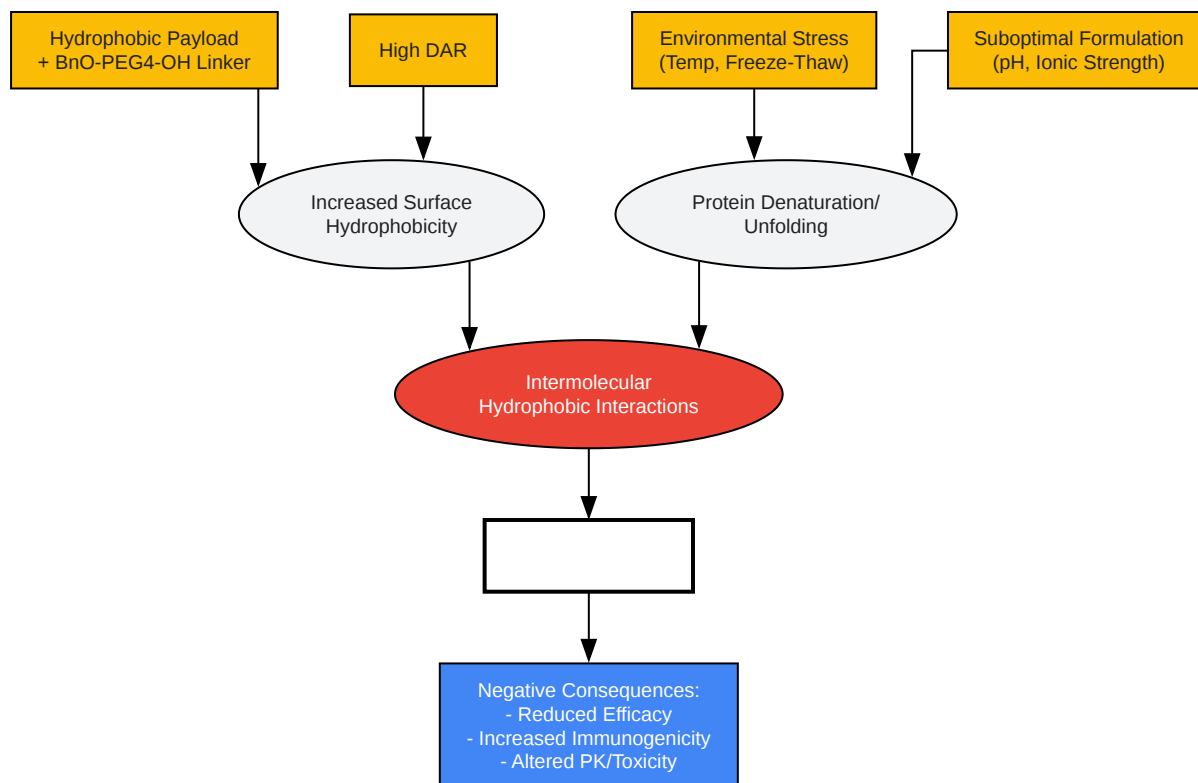 Hydrophobic Payload
+ BnO-PEG4-OH Linker
High DAR
Environmental Stress
(Temp, Freeze-Thaw)
Suboptimal Formulation
(pH, Ionic Strength)
Increased Surface
Hydrophobicity
Protein Denaturation/
Unfolding
Intermolecular
Hydrophobic Interactions
Negative Consequences:
- Reduced Efficacy
- Increased Immunogenicity
- Altered PK/Toxicity